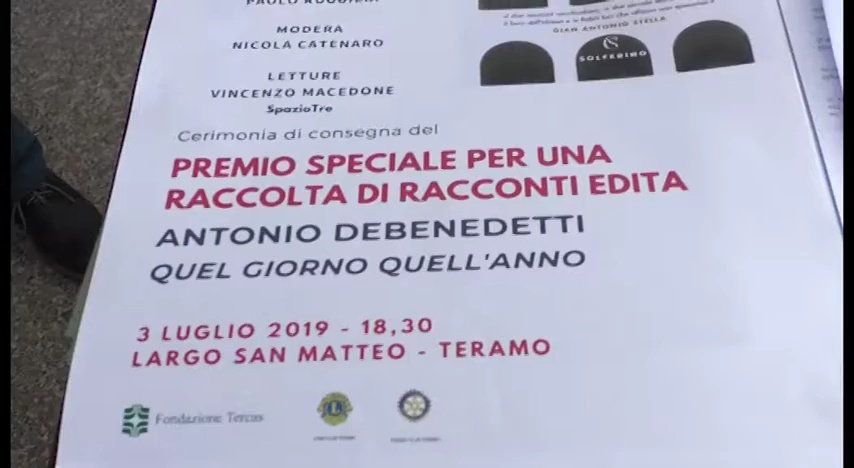 MODERA
NICOLA CATENARO
LETTURE
VINCENZO MACEDONE
SpazioTre
GIAN ANTONIO STELLA
SOLFERINO
Cerimonia di consegna del
PREMIO SPECIALE PER UNA
RACCOLTA DI RACCONTI EDITA
ANTONIO DEBENEDETTI
QUEL GIORNO QUELL'ANNO
3 LUGLIO 2019 - 18,30
LARGO SAN MATTEO - TERAMO
Fondazione Tercas
L